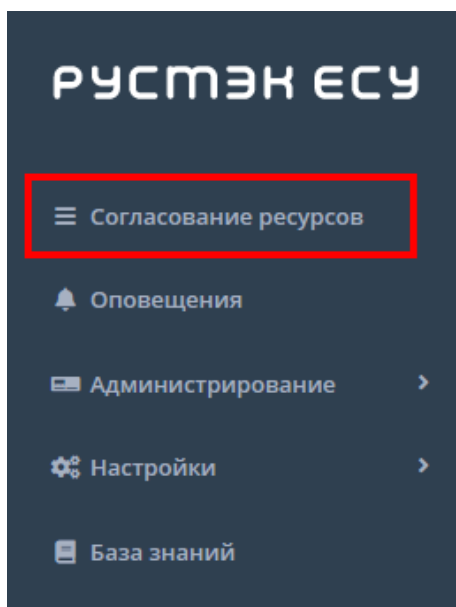 РУСТЭК ЕСУ
Согласование ресурсов
Оповещения
Администрирование
Настройки
База знаний